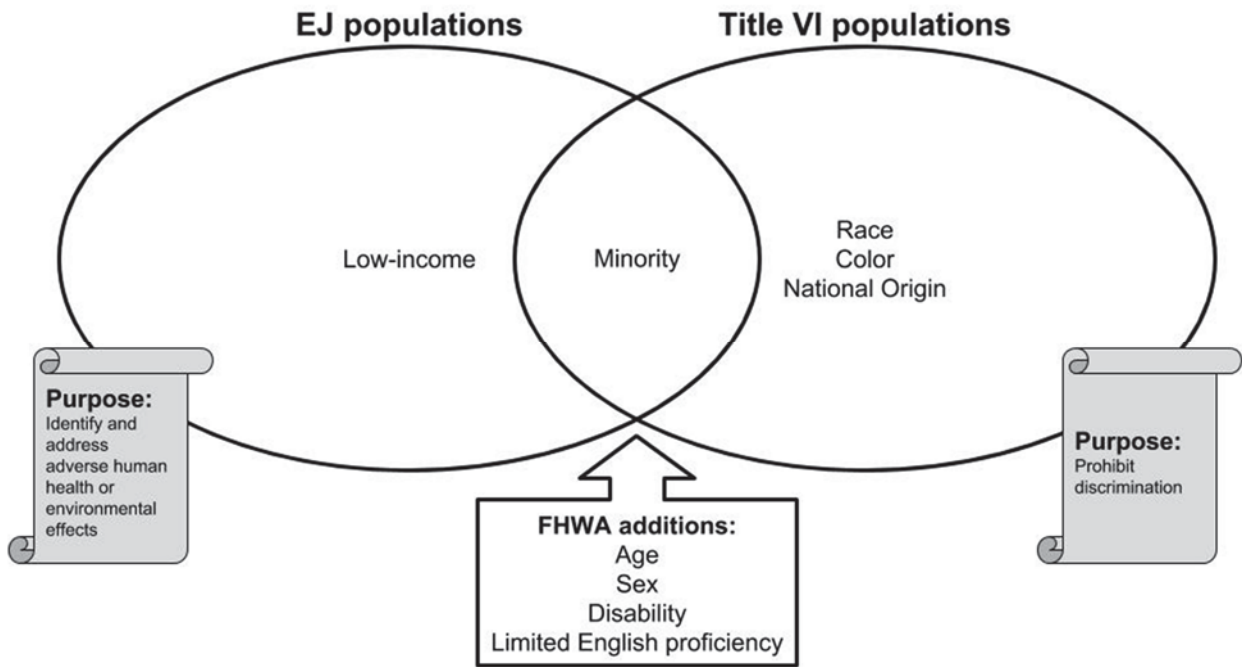 EJ populations
Title VI populations
Low-income
Minority
Race
Color
National Origin
Purpose:
Identify and
address
adverse human
health or
environmental
effects
Purpose:
Prohibit
discrimination
FHWA additions:
Age
Sex
Disability
Limited English proficiency